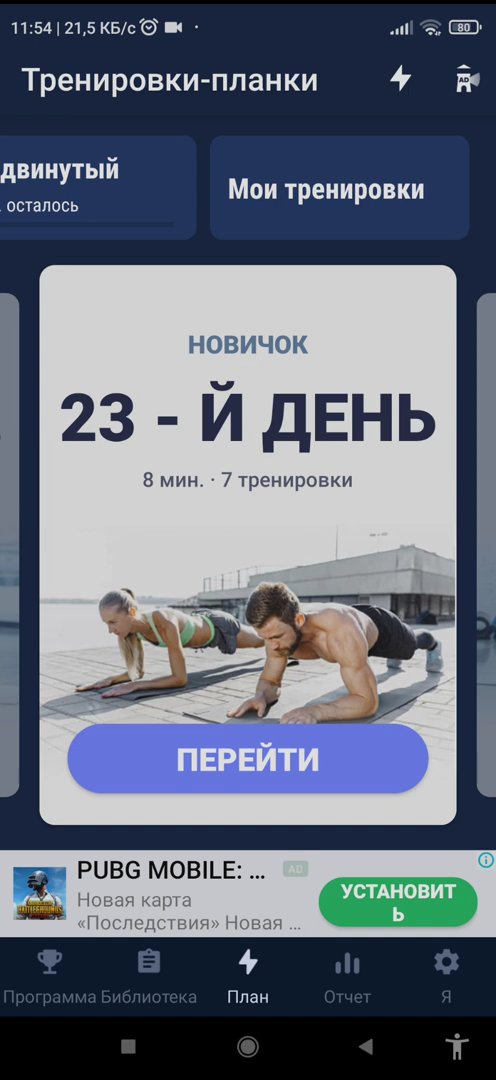 11:54 | 21,5 КБ/с
80
Тренировки-планки
AD
двинутый
осталось
Мои тренировки
НОВИЧОК
23 - Й ДЕНЬ
8 мин. · 7 тренировки
ПЕРЕЙТИ
PUBG MOBILE: ...
AD
Новая карта
«Последствия» Новая ...
УСТАНОВИТ
Ь
Программа
Библиотека
План
Отчет
Я